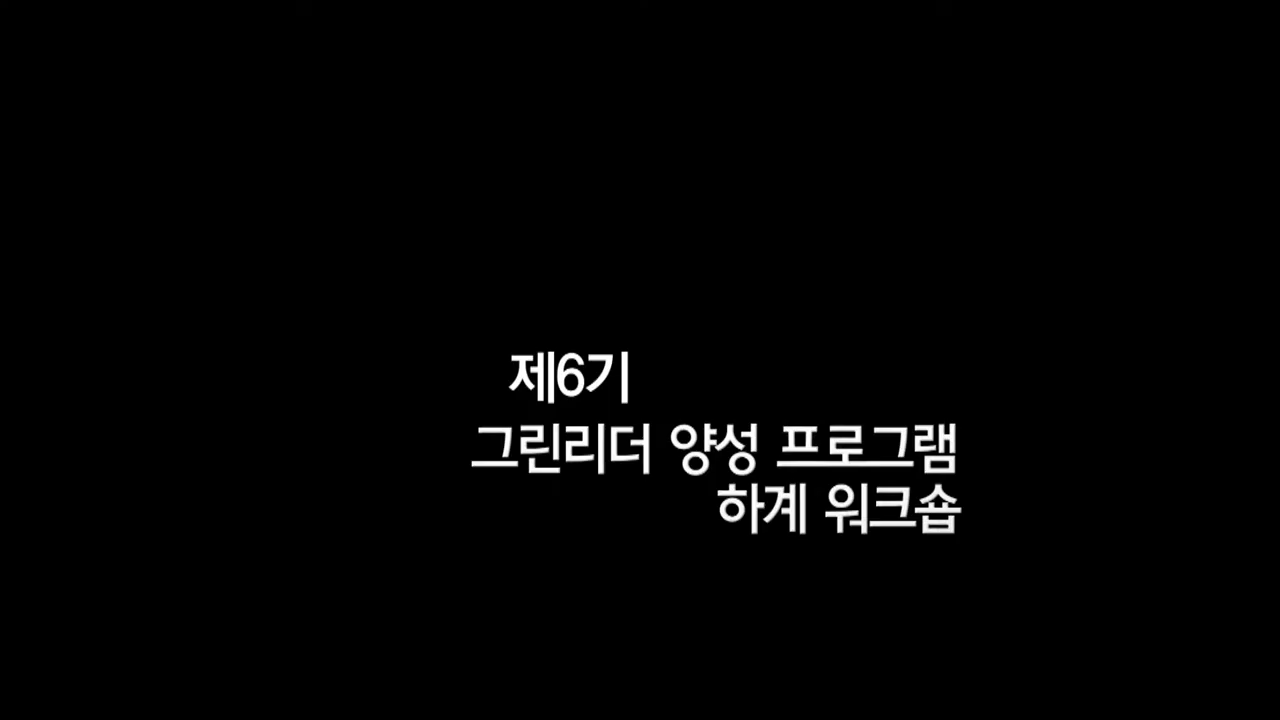 제6기
그린리더 양성 프로그램
하계 워크숍